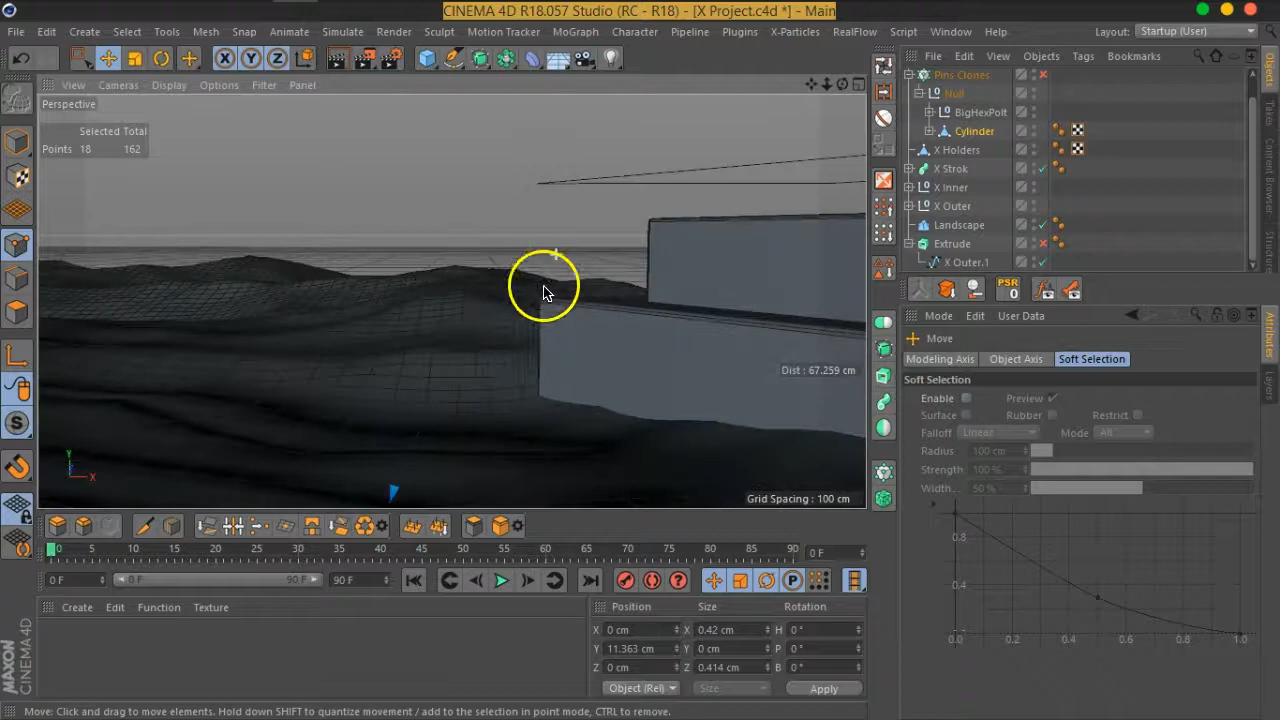 CINEMA 4D R18.057 Studio (RC - R18) - [X Project.c4d *] - Main
File Edit Create Select Tools Mesh Snap Animate Simulate Render Sculpt Motion Tracker MoGraph Character Pipeline Plugins X-Particles RealFlow Script Window Help Layout: Startup (User)
X Y Z
File Edit View Objects Tags Bookmarks
View Cameras Display Options Filter Panel
Perspective
Selected Total
Points 18 162
Pins Clones
Null
BigHexPolt
Cylinder
X Holders
X Strok
X Inner
X Outer
Landscape
Extrude
X Outer.1
PSR
0
Mode Edit User Data
Move
Modeling Axis Object Axis Soft Selection
Soft Selection
Enable Preview
Surface Rubber Restrict
Falloff Linear Mode All
Radius 100 cm
Strength 100 %
Width... 50 %
0.8
0.4
0.0 0.2 0.4 0.6 0.8 1.0
Dist : 67.259 cm
Y
X
Grid Spacing : 100 cm
0 5 10 15 20 25 30 35 40 45 50 55 60 65 70 75 80 85 90 0 F
0 F 0 F 90 F 90 F
Create Edit Function Texture
Position Size Rotation
X 0 cm X 0.42 cm H 0 °
Y 11.363 cm Y 0 cm P 0 °
Z 0 cm Z 0.414 cm B 0 °
Object (Rel) Size Apply
Move: Click and drag to move elements. Hold down SHIFT to quantize movement / add to the selection in point mode, CTRL to remove.
MAXON
CINEMA 4D
Objects
Takes
Content Browser
Structure
Attributes
Layers